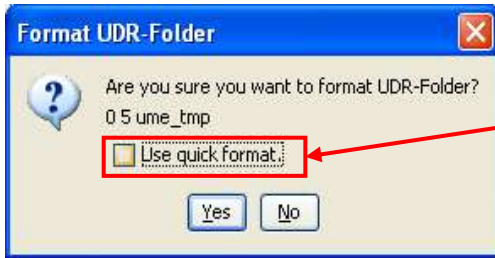 Format UDR-Folder
Are you sure you want to format UDR-Folder?
0 5 ume_tmp
Use quick format.
Yes No